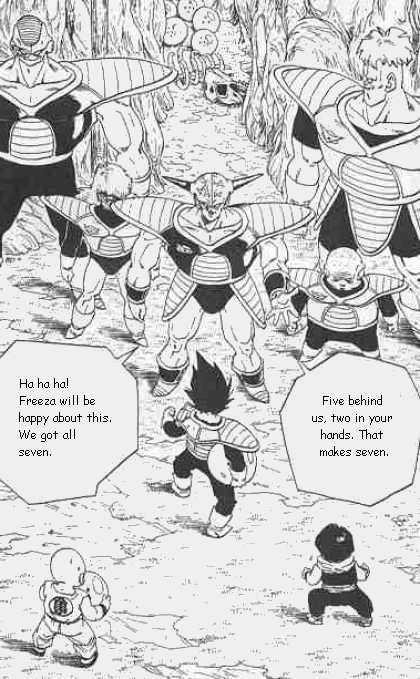 Five behind
us, two in your
hands. That
makes seven.
Ha ha ha!
Freeza will be
happy about this.
We got all
seven.